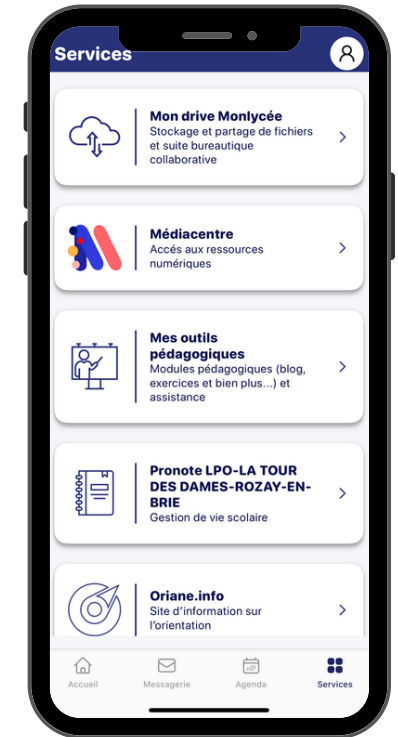 Services
Mon drive Monlycée
Stockage et partage de fichiers
et suite bureautique
collaborative
Médiacentre
Accés aux ressources
numériques
Mes outils
pédagogiques
Modules pédagogiques (blog,
exercices et bien plus...) et
assistance
Pronote LPO-LA TOUR
DES DAMES-ROZAY-EN-
BRIE
Gestion de vie scolaire
Oriane.info
Site d'information sur
l'orientation
Accueil
Messagerie
Agenda
Services